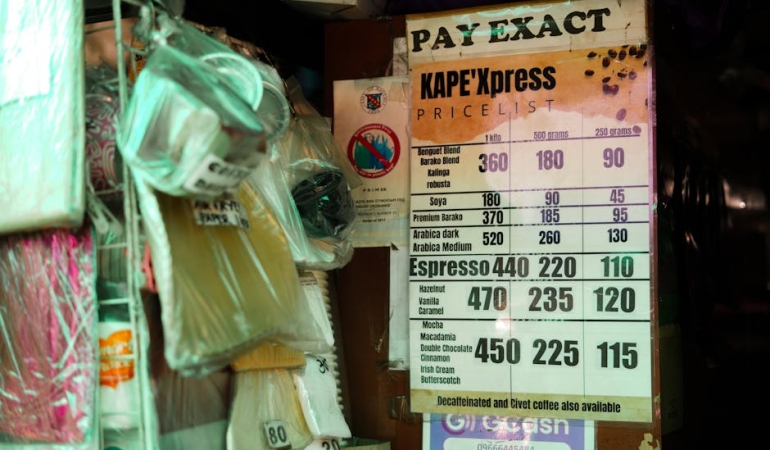 PAY EXACT
KAPE'Xpress
PRICELIST
1 kilo 500 grams 250 grams
Benguet Blend
Barako Blend
Kalinga
robusta
360 180 90
Soya 180 90 45
Premium Barako 370 185 95
Arabica dark
Arabica Medium
520 260 130
Espresso 440 220 110
Hazelnut
Vanilla
Caramel
470 235 120
Mocha
Macadamia
Double Chocolate
Cinnamon
Irish Cream
Butterscotch
450 225 115
Decaffeinated and Civet coffee also available
GCash
PAPER
80